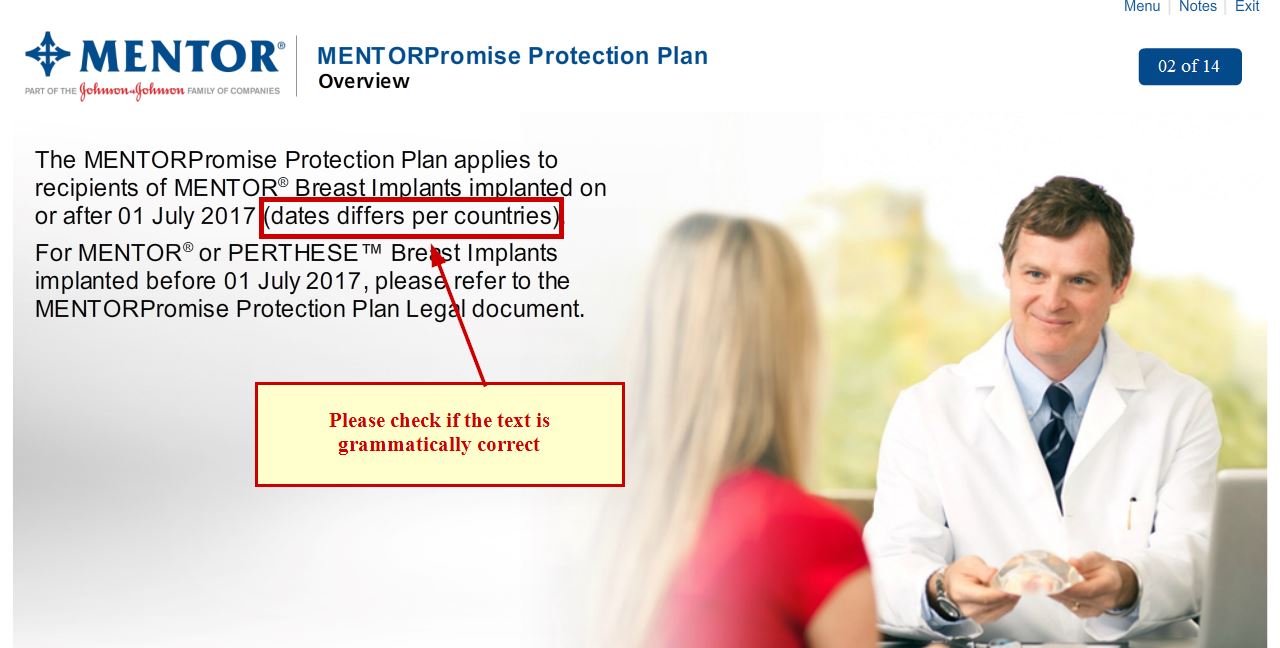 Menu | Notes | Exit
MENTOR®
PART OF THE Johnson & Johnson FAMILY OF COMPANIES
MENTORPromise Protection Plan
Overview
02 of 14
The MENTORPromise Protection Plan applies to
recipients of MENTOR® Breast Implants implanted on
or after 01 July 2017 (dates differs per countries).
For MENTOR® or PERTHESE™ Breast Implants
implanted before 01 July 2017, please refer to the
MENTORPromise Protection Plan Legal document.
Please check if the text is
grammatically correct